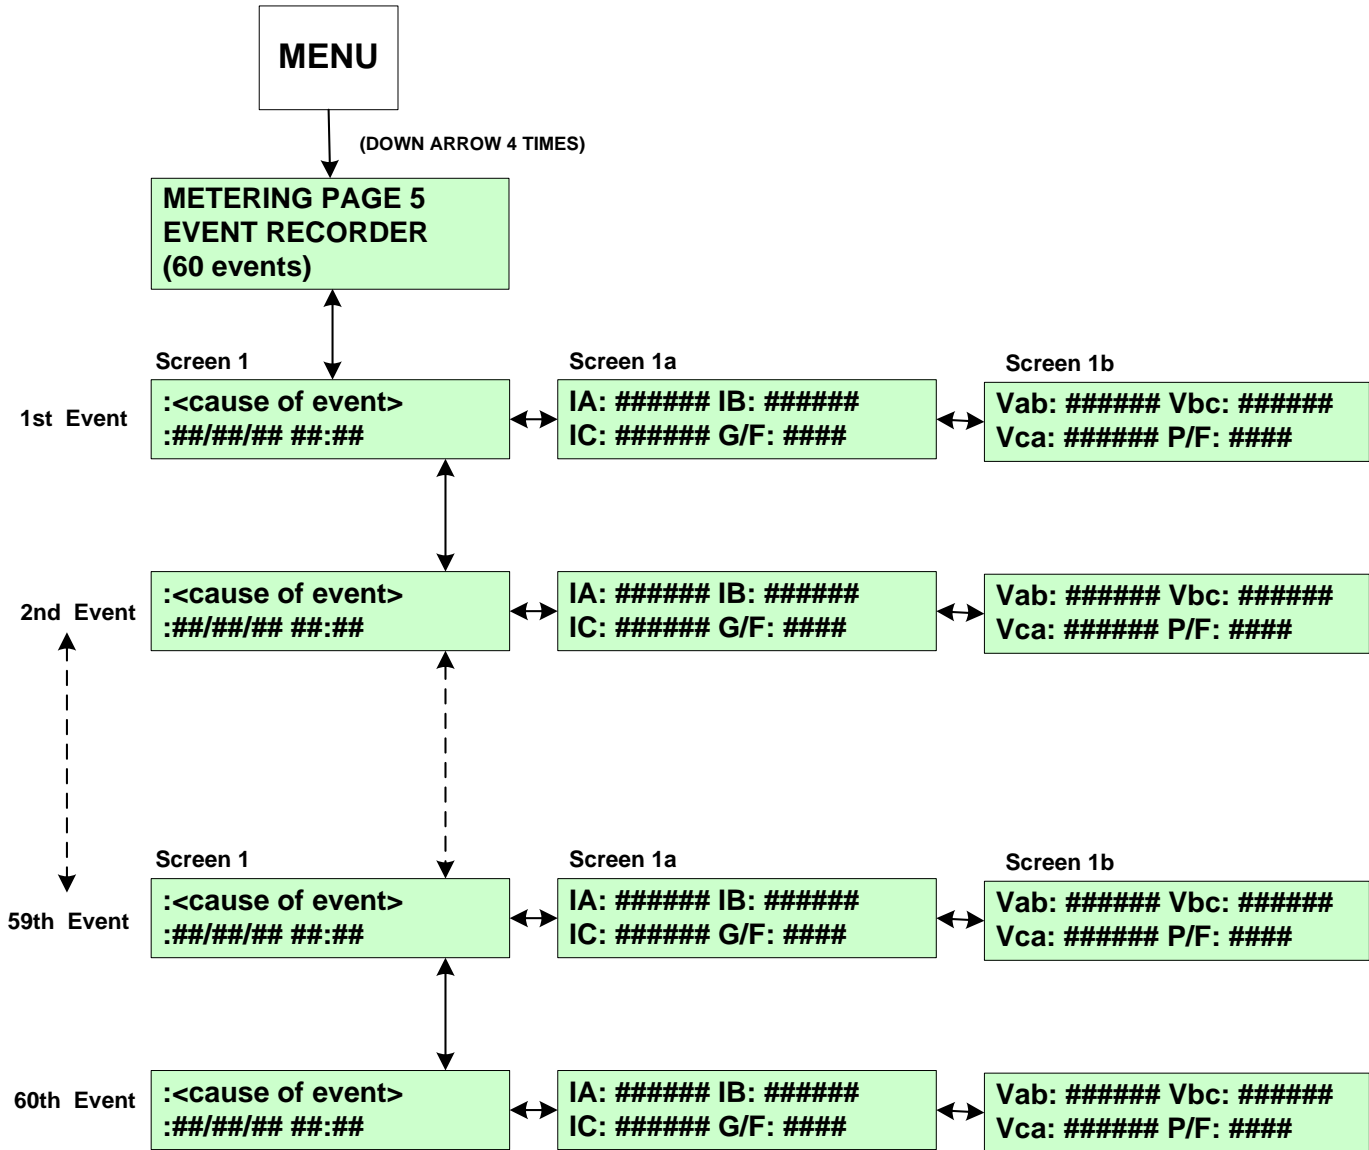 MENU
(DOWN ARROW 4 TIMES)
METERING PAGE 5
EVENT RECORDER
(60 events)
Screen 1
Screen 1a
Screen 1b
1st Event
:<cause of event>
:##/##/## ##:##
IA: ###### IB: ######
IC: ###### G/F: ####
Vab: ###### Vbc: ######
Vca: ###### P/F: ####
2nd Event
:<cause of event>
:##/##/## ##:##
IA: ###### IB: ######
IC: ###### G/F: ####
Vab: ###### Vbc: ######
Vca: ###### P/F: ####
Screen 1
Screen 1a
Screen 1b
59th Event
:<cause of event>
:##/##/## ##:##
IA: ###### IB: ######
IC: ###### G/F: ####
Vab: ###### Vbc: ######
Vca: ###### P/F: ####
60th Event
:<cause of event>
:##/##/## ##:##
IA: ###### IB: ######
IC: ###### G/F: ####
Vab: ###### Vbc: ######
Vca: ###### P/F: ####